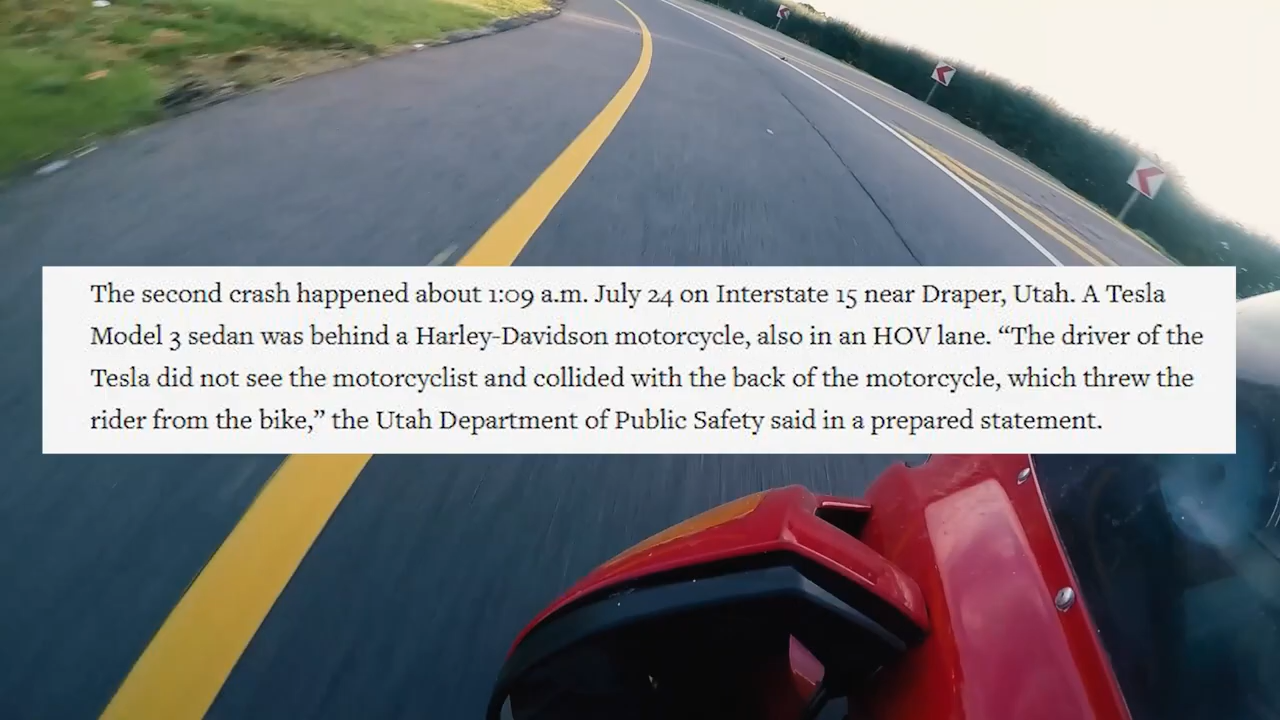 The second crash happened about 1:09 a.m. July 24 on Interstate 15 near Draper, Utah. A Tesla
Model 3 sedan was behind a Harley-Davidson motorcycle, also in an HOV lane. “The driver of the
Tesla did not see the motorcyclist and collided with the back of the motorcycle, which threw the
rider from the bike,” the Utah Department of Public Safety said in a prepared statement.